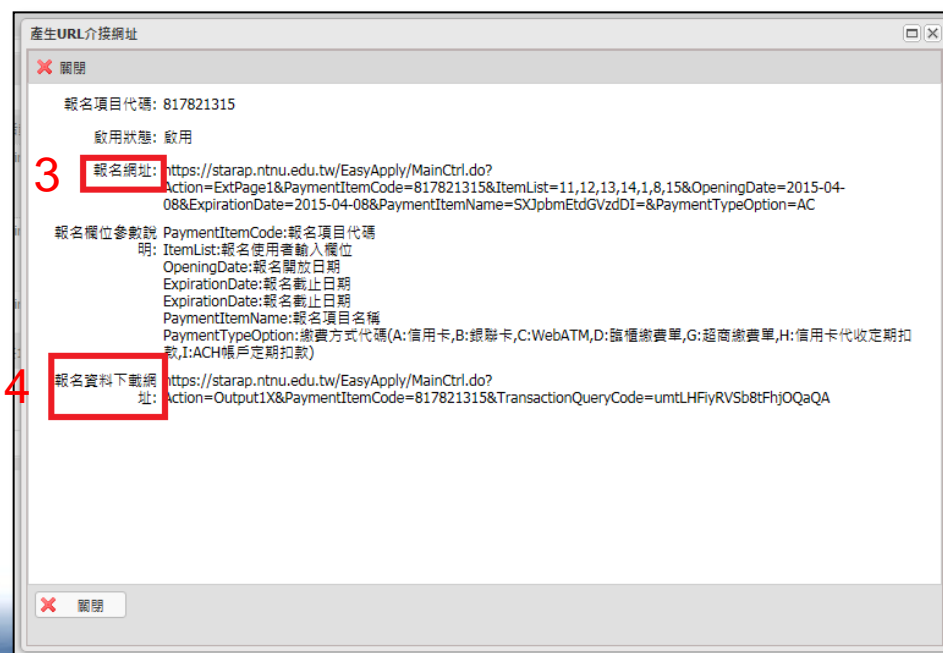 產生URL介接網址
關閉
報名項目代碼: 817821315
啟用狀態: 啟用
3
報名網址: https://starap.ntnu.edu.tw/EasyApply/MainCtrl.do?
Action=ExtPage1&PaymentItemCode=817821315&ItemList=11,12,13,14,1,8,15&OpeningDate=2015-04-
08&ExpirationDate=2015-04-08&PaymentItemName=SXJpbmEtdGVzdDI=&PaymentTypeOption=AC
報名欄位參數說 PaymentItemCode:報名項目代碼
明: ItemList:報名使用者輸入欄位
OpeningDate:報名開放日期
ExpirationDate:報名截止日期
ExpirationDate:報名截止日期
PaymentItemName:報名項目名稱
PaymentTypeOption:繳費方式代碼(A:信用卡,B:銀聯卡,C:WebATM,D:臨櫃繳費單,G:超商繳費單,H:信用卡代收定期扣
款,I:ACH帳戶定期扣款)
4
報名資料下載網 https://starap.ntnu.edu.tw/EasyApply/MainCtrl.do?
址: Action=Output1X&PaymentItemCode=817821315&TransactionQueryCode=umtLHFiyRVSb8tFhjOQaQA
關閉